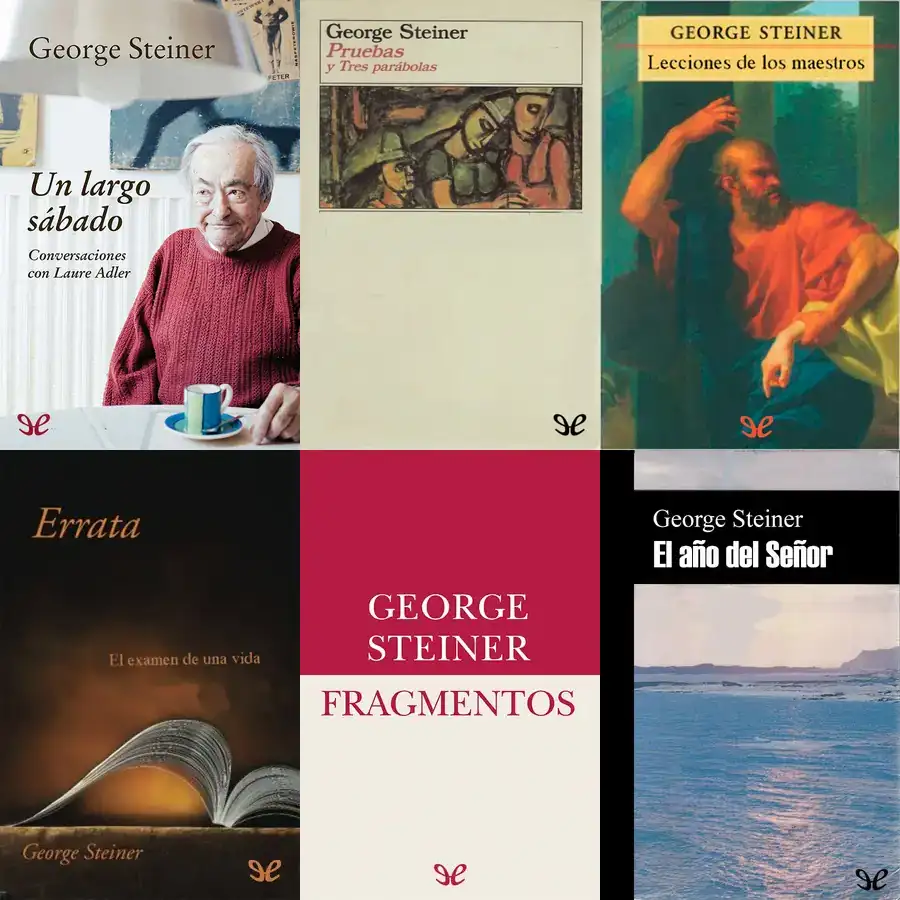 George Steiner
Un largo
sábado
Conversaciones
con Laure Adler
George Steiner
Pruebas
y Tres parábolas
GEORGE STEINER
Lecciones de los maestros
Errata
El examen de una vida
George Steiner
GEORGE
STEINER
FRAGMENTOS
George Steiner
El año del Señor